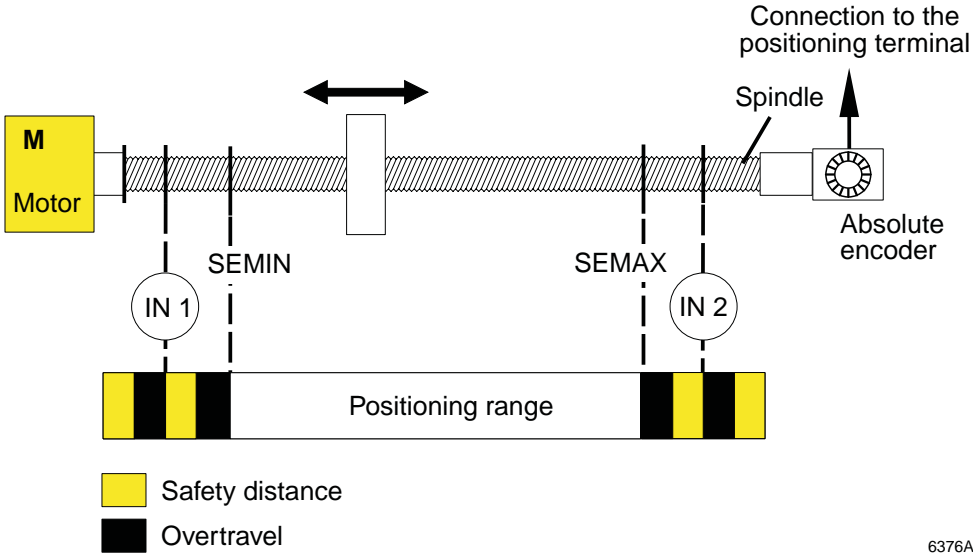 Connection to the
positioning terminal
Spindle
M
Motor
Absolute
encoder
SEMIN
SEMAX
IN 1
IN 2
Positioning range
Safety distance
Overtravel
6376A